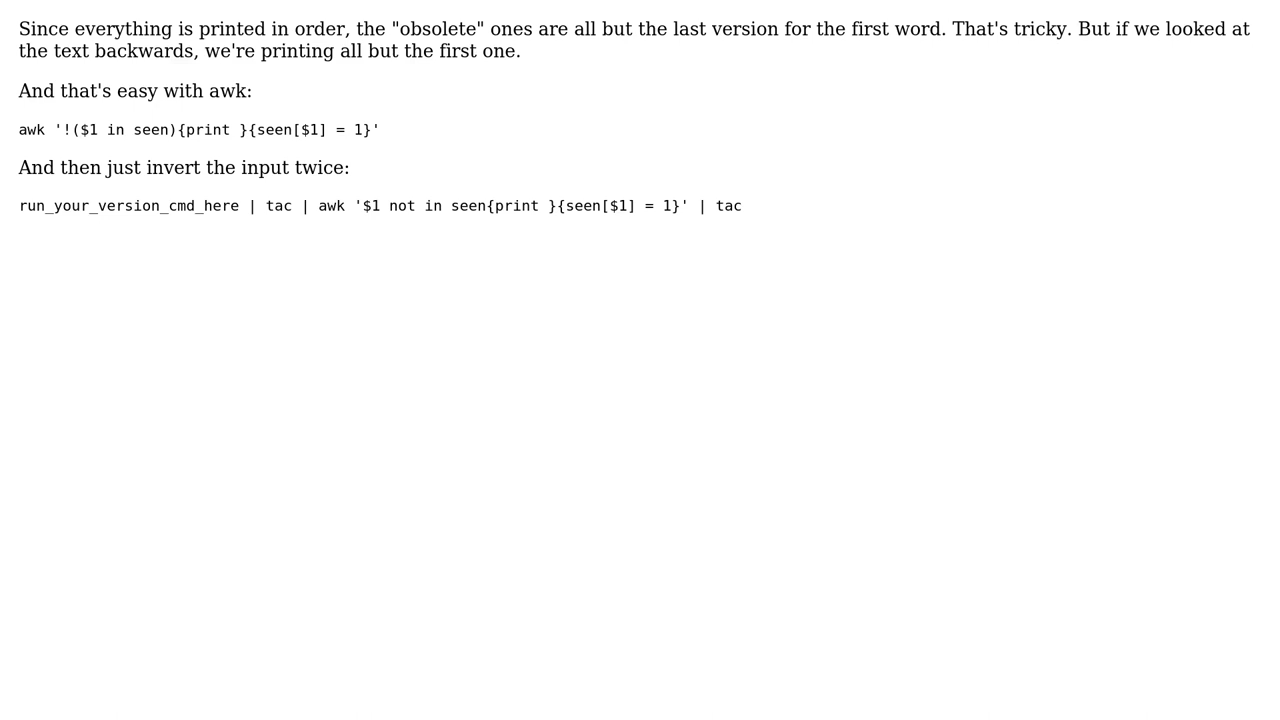 Since everything is printed in order, the "obsolete" ones are all but the last version for the first word. That's tricky. But if we looked at
the text backwards, we're printing all but the first one.
And that's easy with awk:
awk '!($1 in seen){print }{seen[$1] = 1}'
And then just invert the input twice:
run_your_version_cmd_here | tac | awk '$1 not in seen{print }{seen[$1] = 1}' | tac